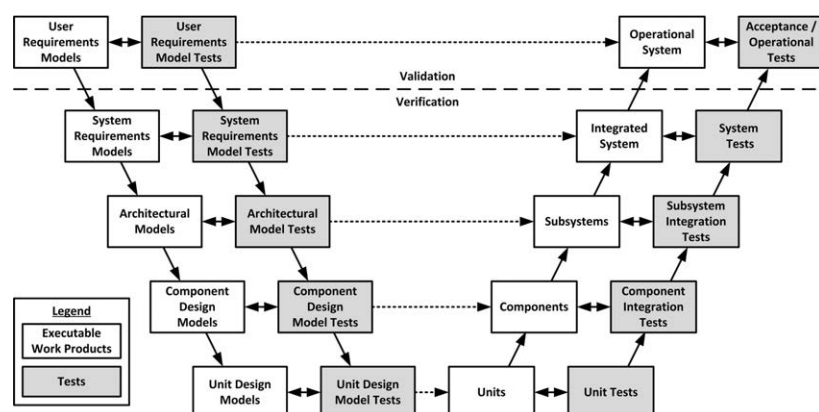 User
Requirements
Models
User
Requirements
Model Tests
Operational
System
Acceptance /
Operational
Tests
Validation
Verification
System
Requirements
Models
System
Requirements
Model Tests
Integrated
System
System
Tests
Architectural
Models
Architectural
Model Tests
Subsystems
Subsystem
Integration
Tests
Component
Design
Models
Component
Design
Model Tests
Components
Component
Integration
Tests
Legend
Executable
Work Products
Tests
Unit Design
Models
Unit Design
Model Tests
Units
Unit Tests